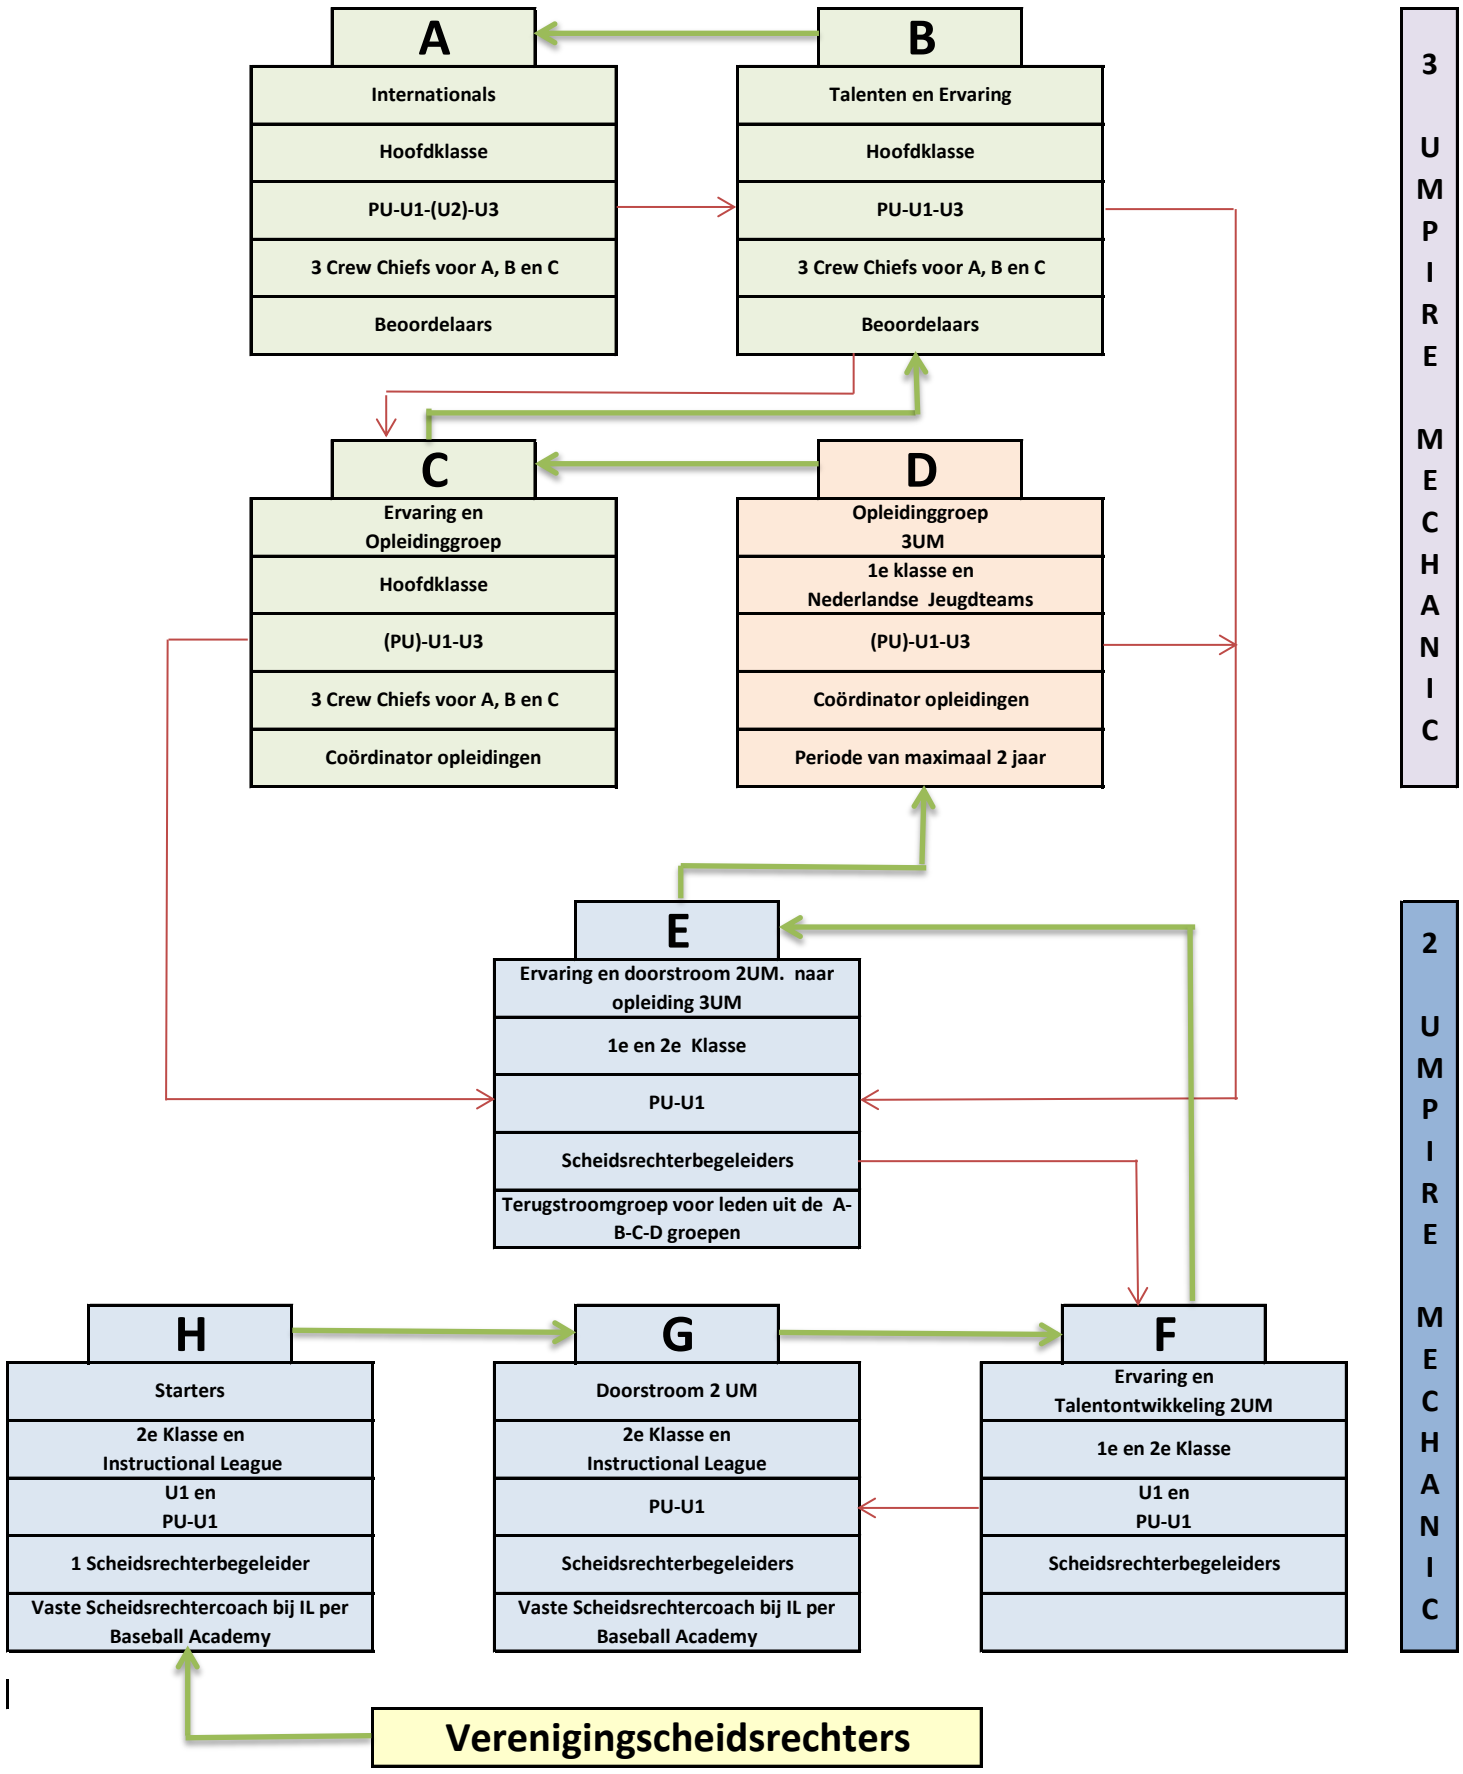 A
Internationals
Hoofdklasse
PU-U1-(U2)-U3
3 Crew Chiefs voor A, B en C
Beoordelaars
B
Talenten en Ervaring
Hoofdklasse
PU-U1-U3
3 Crew Chiefs voor A, B en C
Beoordelaars
3 UMPIRE MECHANIC
C
Ervaring en
Opleidinggroep
Hoofdklasse
(PU)-U1-U3
3 Crew Chiefs voor A, B en C
Coördinator opleidingen
D
Opleidinggroep
3UM
1e klasse en
Nederlandse Jeugdteams
(PU)-U1-U3
Coördinator opleidingen
Periode van maximaal 2 jaar
E
Ervaring en doorstroom 2UM. naar
opleiding 3UM
1e en 2e Klasse
PU-U1
Scheidsrechterbegeleiders
Terugstroomgroep voor leden uit de A-
B-C-D groepen
2 UMPIRE MECHANIC
H
Starters
2e Klasse en
Instructional League
U1 en
PU-U1
1 Scheidsrechterbegeleider
Vaste Scheidsrechtercoach bij IL per
Baseball Academy
G
Doorstroom 2 UM
2e Klasse en
Instructional League
PU-U1
Scheidsrechterbegeleiders
Vaste Scheidsrechtercoach bij IL per
Baseball Academy
F
Ervaring en
Talentontwikkeling 2UM
1e en 2e Klasse
U1 en
PU-U1
Scheidsrechterbegeleiders
Verenigingscheidsrechters